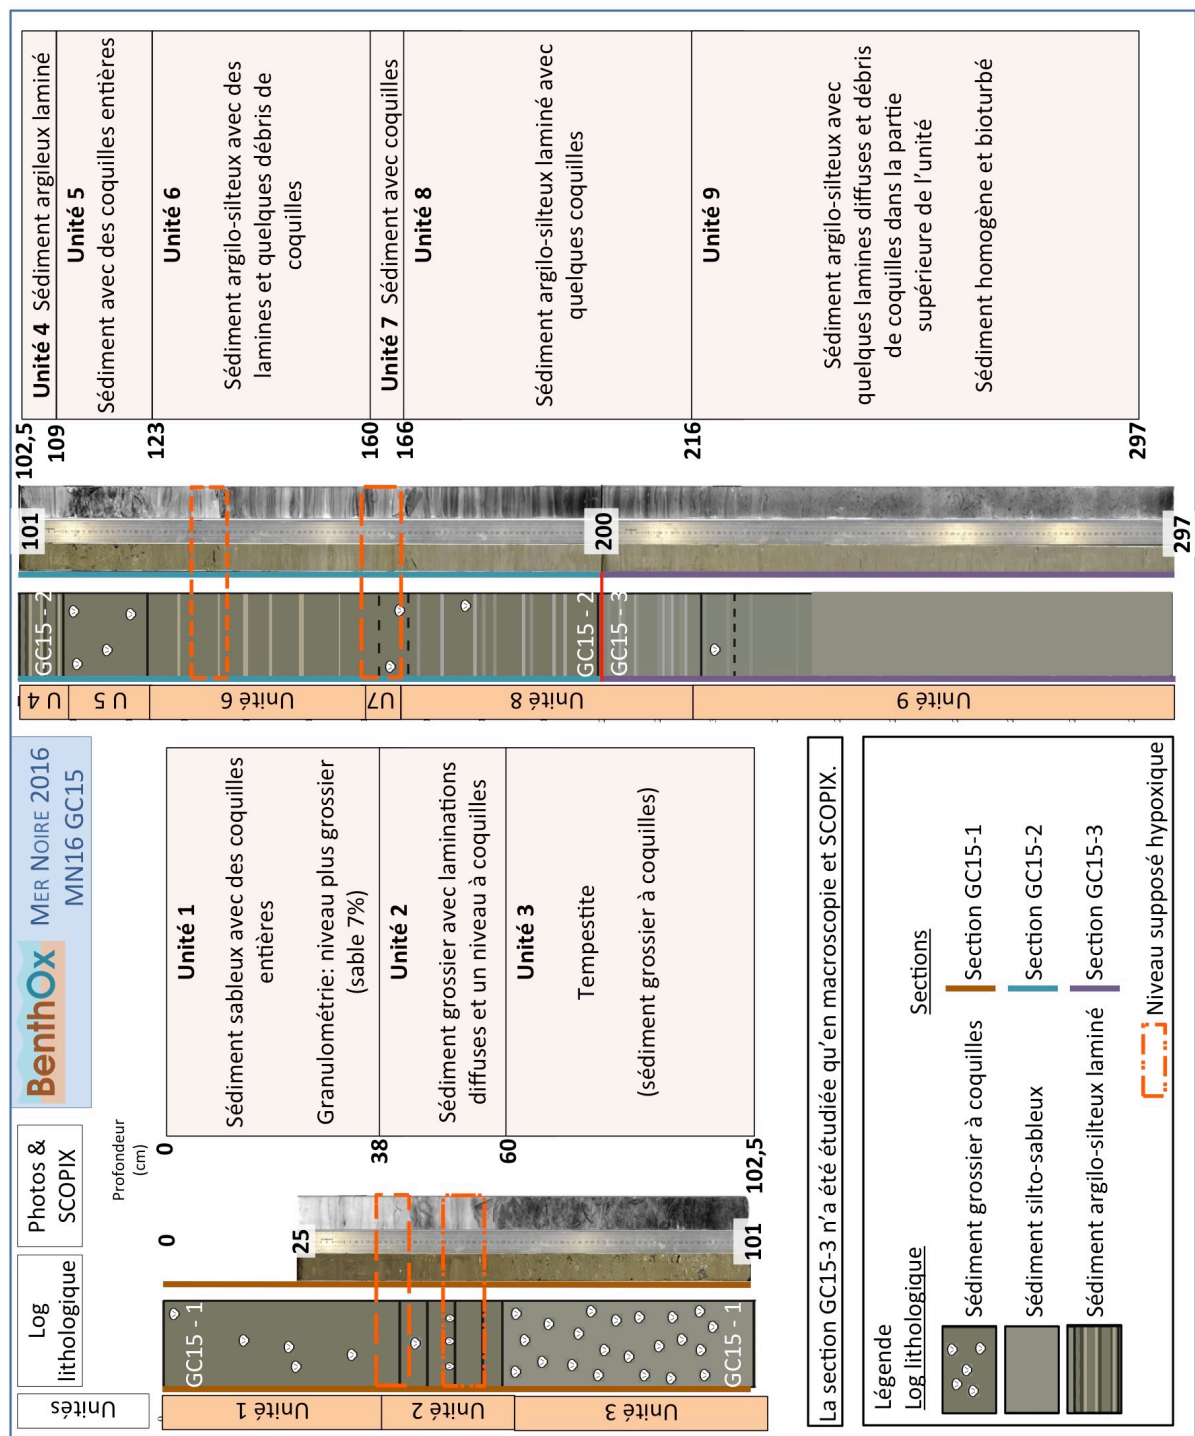 BenthOx
MER NOIRE 2016
MN16 GC15
Unités
Log
lithologique
Photos &
SCOPIX
Profondeur
(cm)
0
0
25
38
60
101
102,5
Unité 1
Unité 2
Unité 3
GC15 - 1
GC15 - 1
Unité 1
Sédiment sableux avec des coquilles
entières
Granulométrie: niveau plus grossier
(sable 7%)
Unité 2
Sédiment grossier avec laminations
diffuses et un niveau à coquilles
Unité 3
Tempestite
(sédiment grossier à coquilles)
La section GC15-3 n'a été étudiée qu'en macroscopie et SCOPIX.
Légende
Log lithologique
Sédiment grossier à coquilles
Sédiment silto-sableux
Sédiment argilo-silteux laminé
Sections
Section GC15-1
Section GC15-2
Section GC15-3
Niveau supposé hypoxique
U 4
U 5
Unité 6
U7
Unité 8
Unité 9
GC15 - 2
GC15 - 2
GC15 - 3
101
200
297
102,5
109
123
160
166
216
297
Unité 4 Sédiment argileux laminé
Unité 5
Sédiment avec des coquilles entières
Unité 6
Sédiment argilo-silteux avec des
lamines et quelques débris de
coquilles
Unité 7 Sédiment avec coquilles
Unité 8
Sédiment argilo-silteux laminé avec
quelques coquilles
Unité 9
Sédiment argilo-silteux avec
quelques lamines diffuses et débris
de coquilles dans la partie
supérieure de l'unité
Sédiment homogène et bioturbé